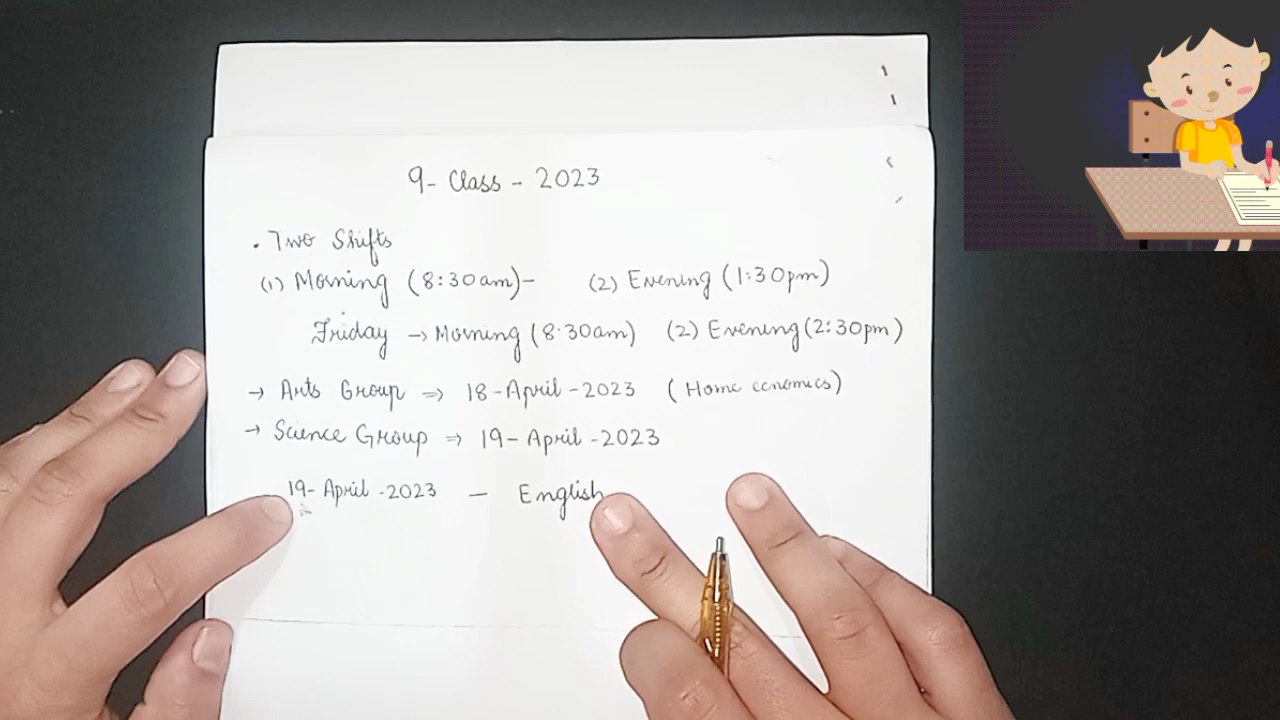 9- Class - 2023
. Two Shifts
(1) Morning (8:30am)- (2) Evening (1:30pm)
Friday → Morning (8:30am) (2) Evening (2:30pm)
→ Arts Group ⇒ 18-April-2023 (Home ecnomics)
→ Science Group ⇒ 19-April-2023
19-April-2023 - English